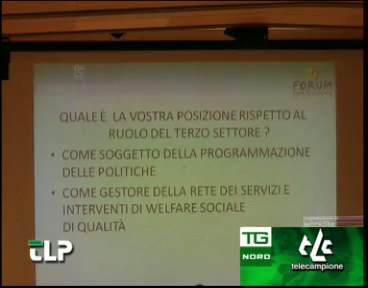 FORUM
QUALE È LA VOSTRA POSIZIONE RISPETTO AL
RUOLO DEL TERZO SETTORE ?
• COME SOGGETTO DELLA PROGRAMMAZIONE
DELLE POLITICHE
• COME GESTORE DELLA RETE DEI SERVIZI E
INTERVENTI DI WELFARE SOCIALE
DI QUALITÀ
tLP
TG
NORD
tlc
telecampione